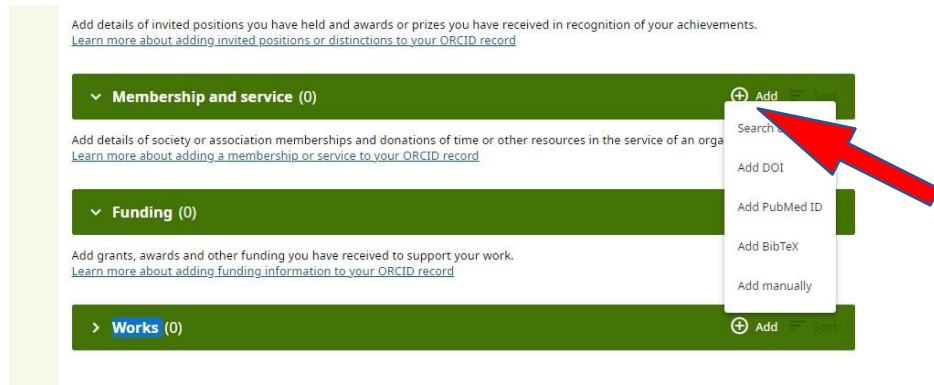 Add details of invited positions you have held and awards or prizes you have received in recognition of your achievements.
Learn more about adding invited positions or distinctions to your ORCID record
Membership and service (0)
Add Sort
Add details of society or association memberships and donations of time or other resources in the service of an
Learn more about adding a membership or service to your ORCID record
Search
Add DOI
Add PubMed ID
Add BibTeX
Add manually
Funding (0)
Add grants, awards and other funding you have received to support your work.
Learn more about adding funding information to your ORCID record
Works (0)
Add Sort